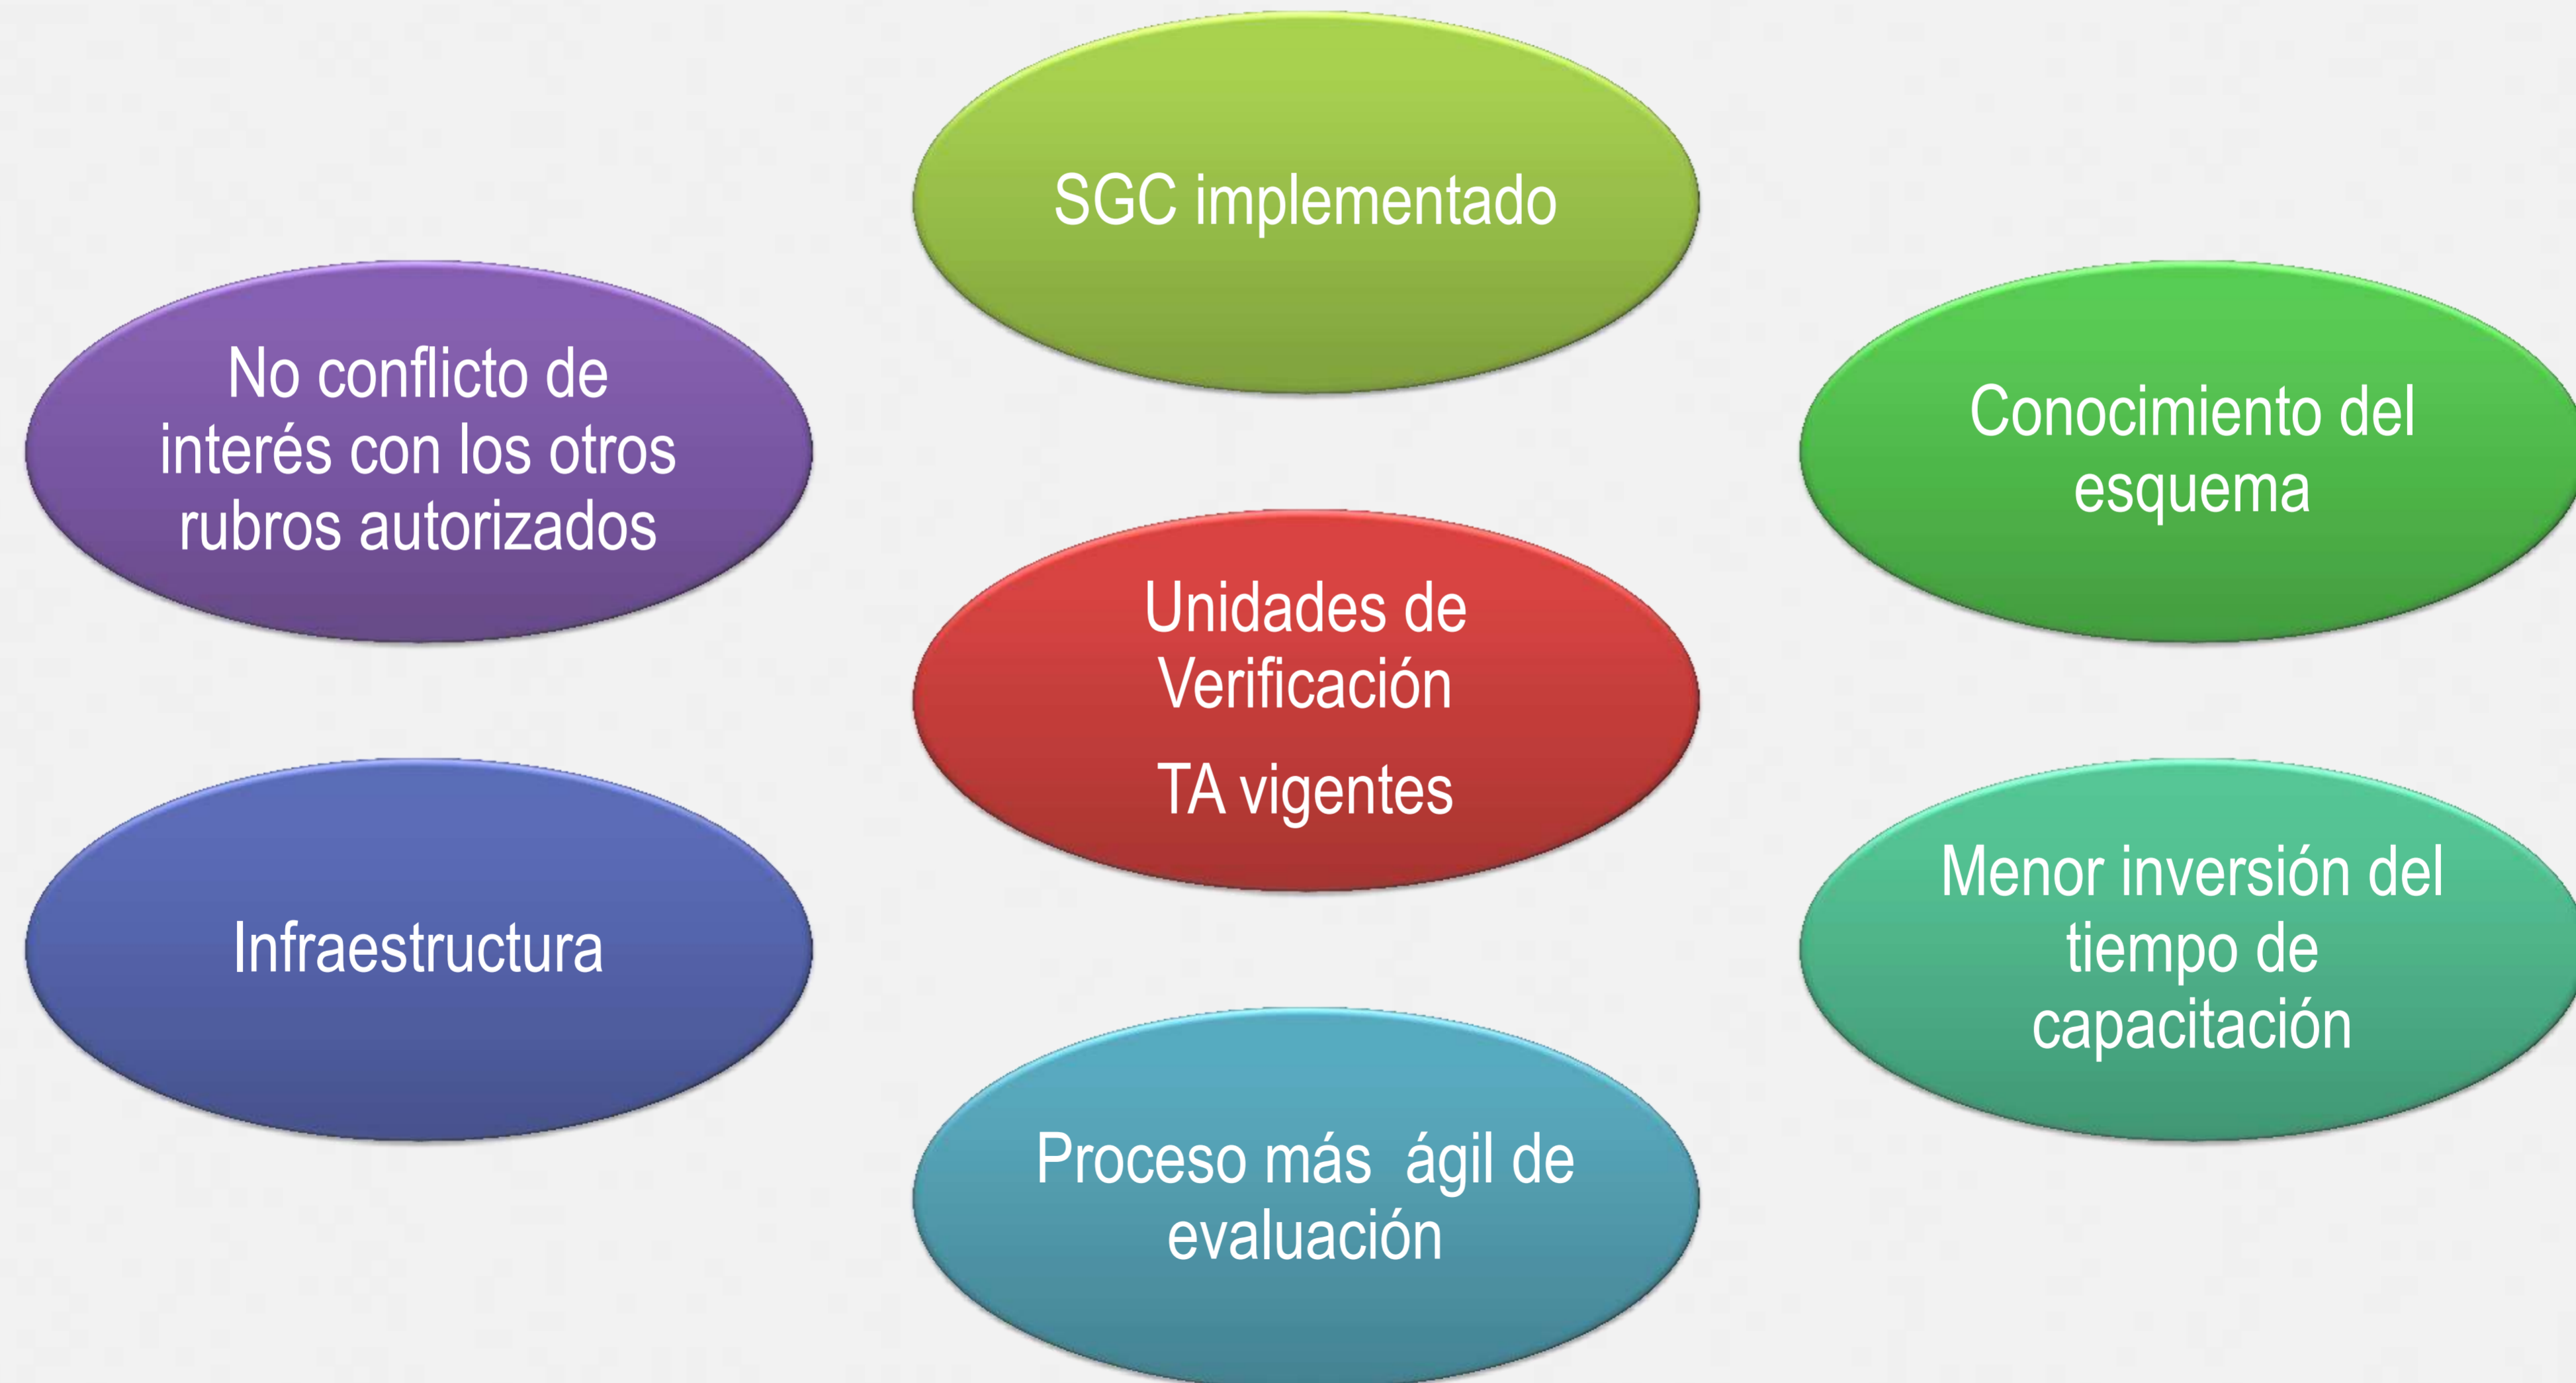 SGC implementado
No conflicto de
interés con los otros
rubros autorizados
Conocimiento del
esquema
Unidades de
Verificación
TA vigentes
Infraestructura
Menor inversión del
tiempo de
capacitación
Proceso más  ágil de
evaluación